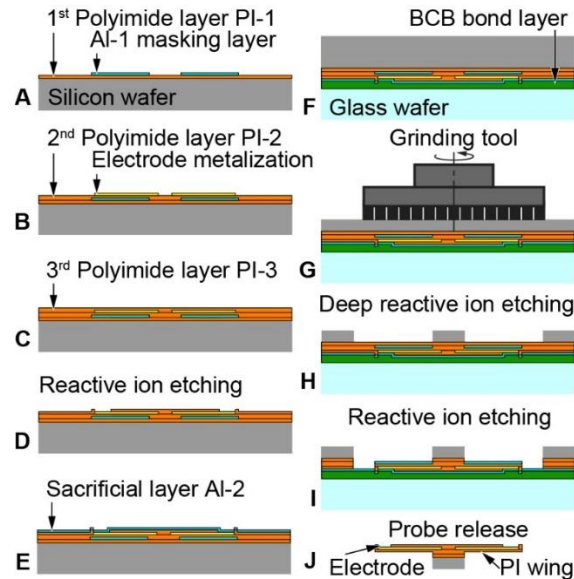 1st Polyimide layer PI-1
Al-1 masking layer
A
Silicon wafer
2nd Polyimide layer PI-2
Electrode metalization
B
3rd Polyimide layer PI-3
C
Reactive ion etching
D
Sacrificial layer Al-2
E
BCB bond layer
F
Glass wafer
Grinding tool
G
Deep reactive ion etching
H
Reactive ion etching
I
Probe release
J
Electrode
PI wing